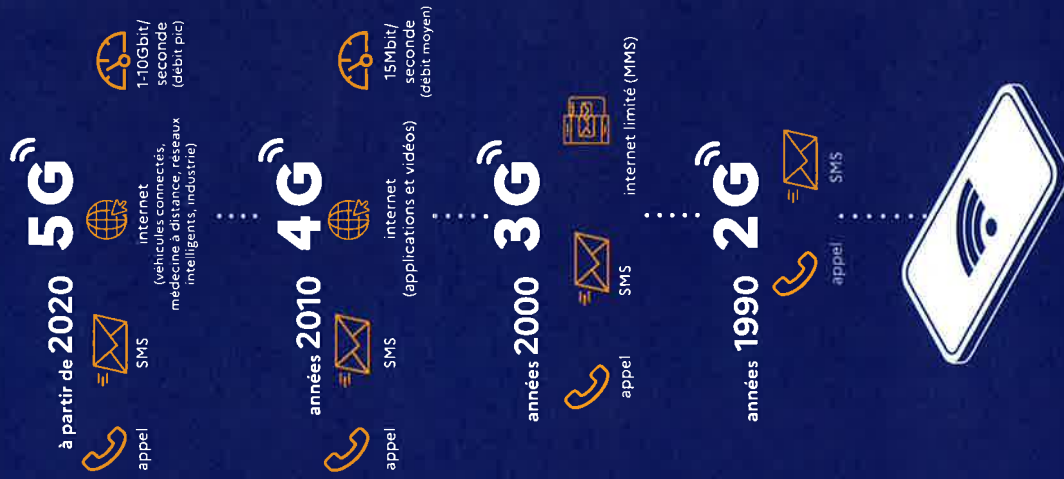 à partir de 2020 5G
appel
SMS
internet
(véhicules connectés,
médecine à distance, réseaux
intelligents, industrie)
1-10Gbit/
seconde
(débit pic)
années 2010 4G
appel
SMS
internet
(applications et vidéos)
15Mbit/
seconde
(débit moyen)
années 2000 3G
appel
SMS
internet limité (MMS)
années 1990 2G
appel
SMS